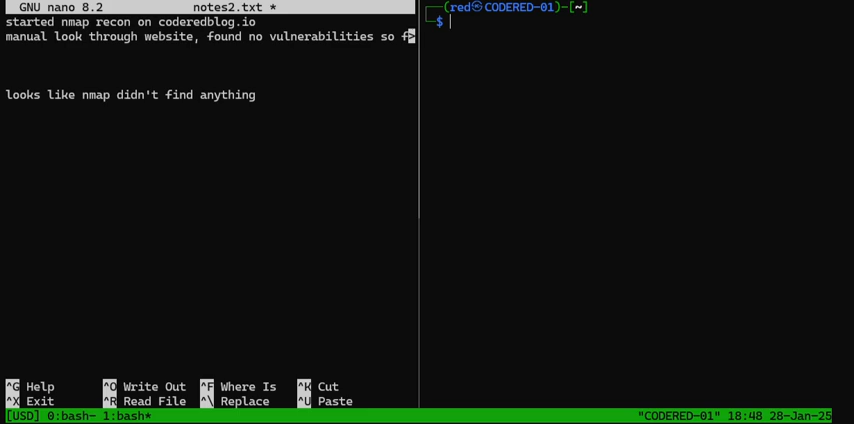 GNU nano 8.2 notes2.txt *
started nmap recon on coderedblog.io
manual look through website, found no vulnerabilities so f>
looks like nmap didn't find anything
^G Help ^O Write Out ^F Where Is ^K Cut
^X Exit ^R Read File ^\ Replace ^U Paste
┌──(red㉿CODERED-01)-[~]
└─$
[USD] 0:bash- 1:bash* "CODERED-01" 18:48 28-Jan-25